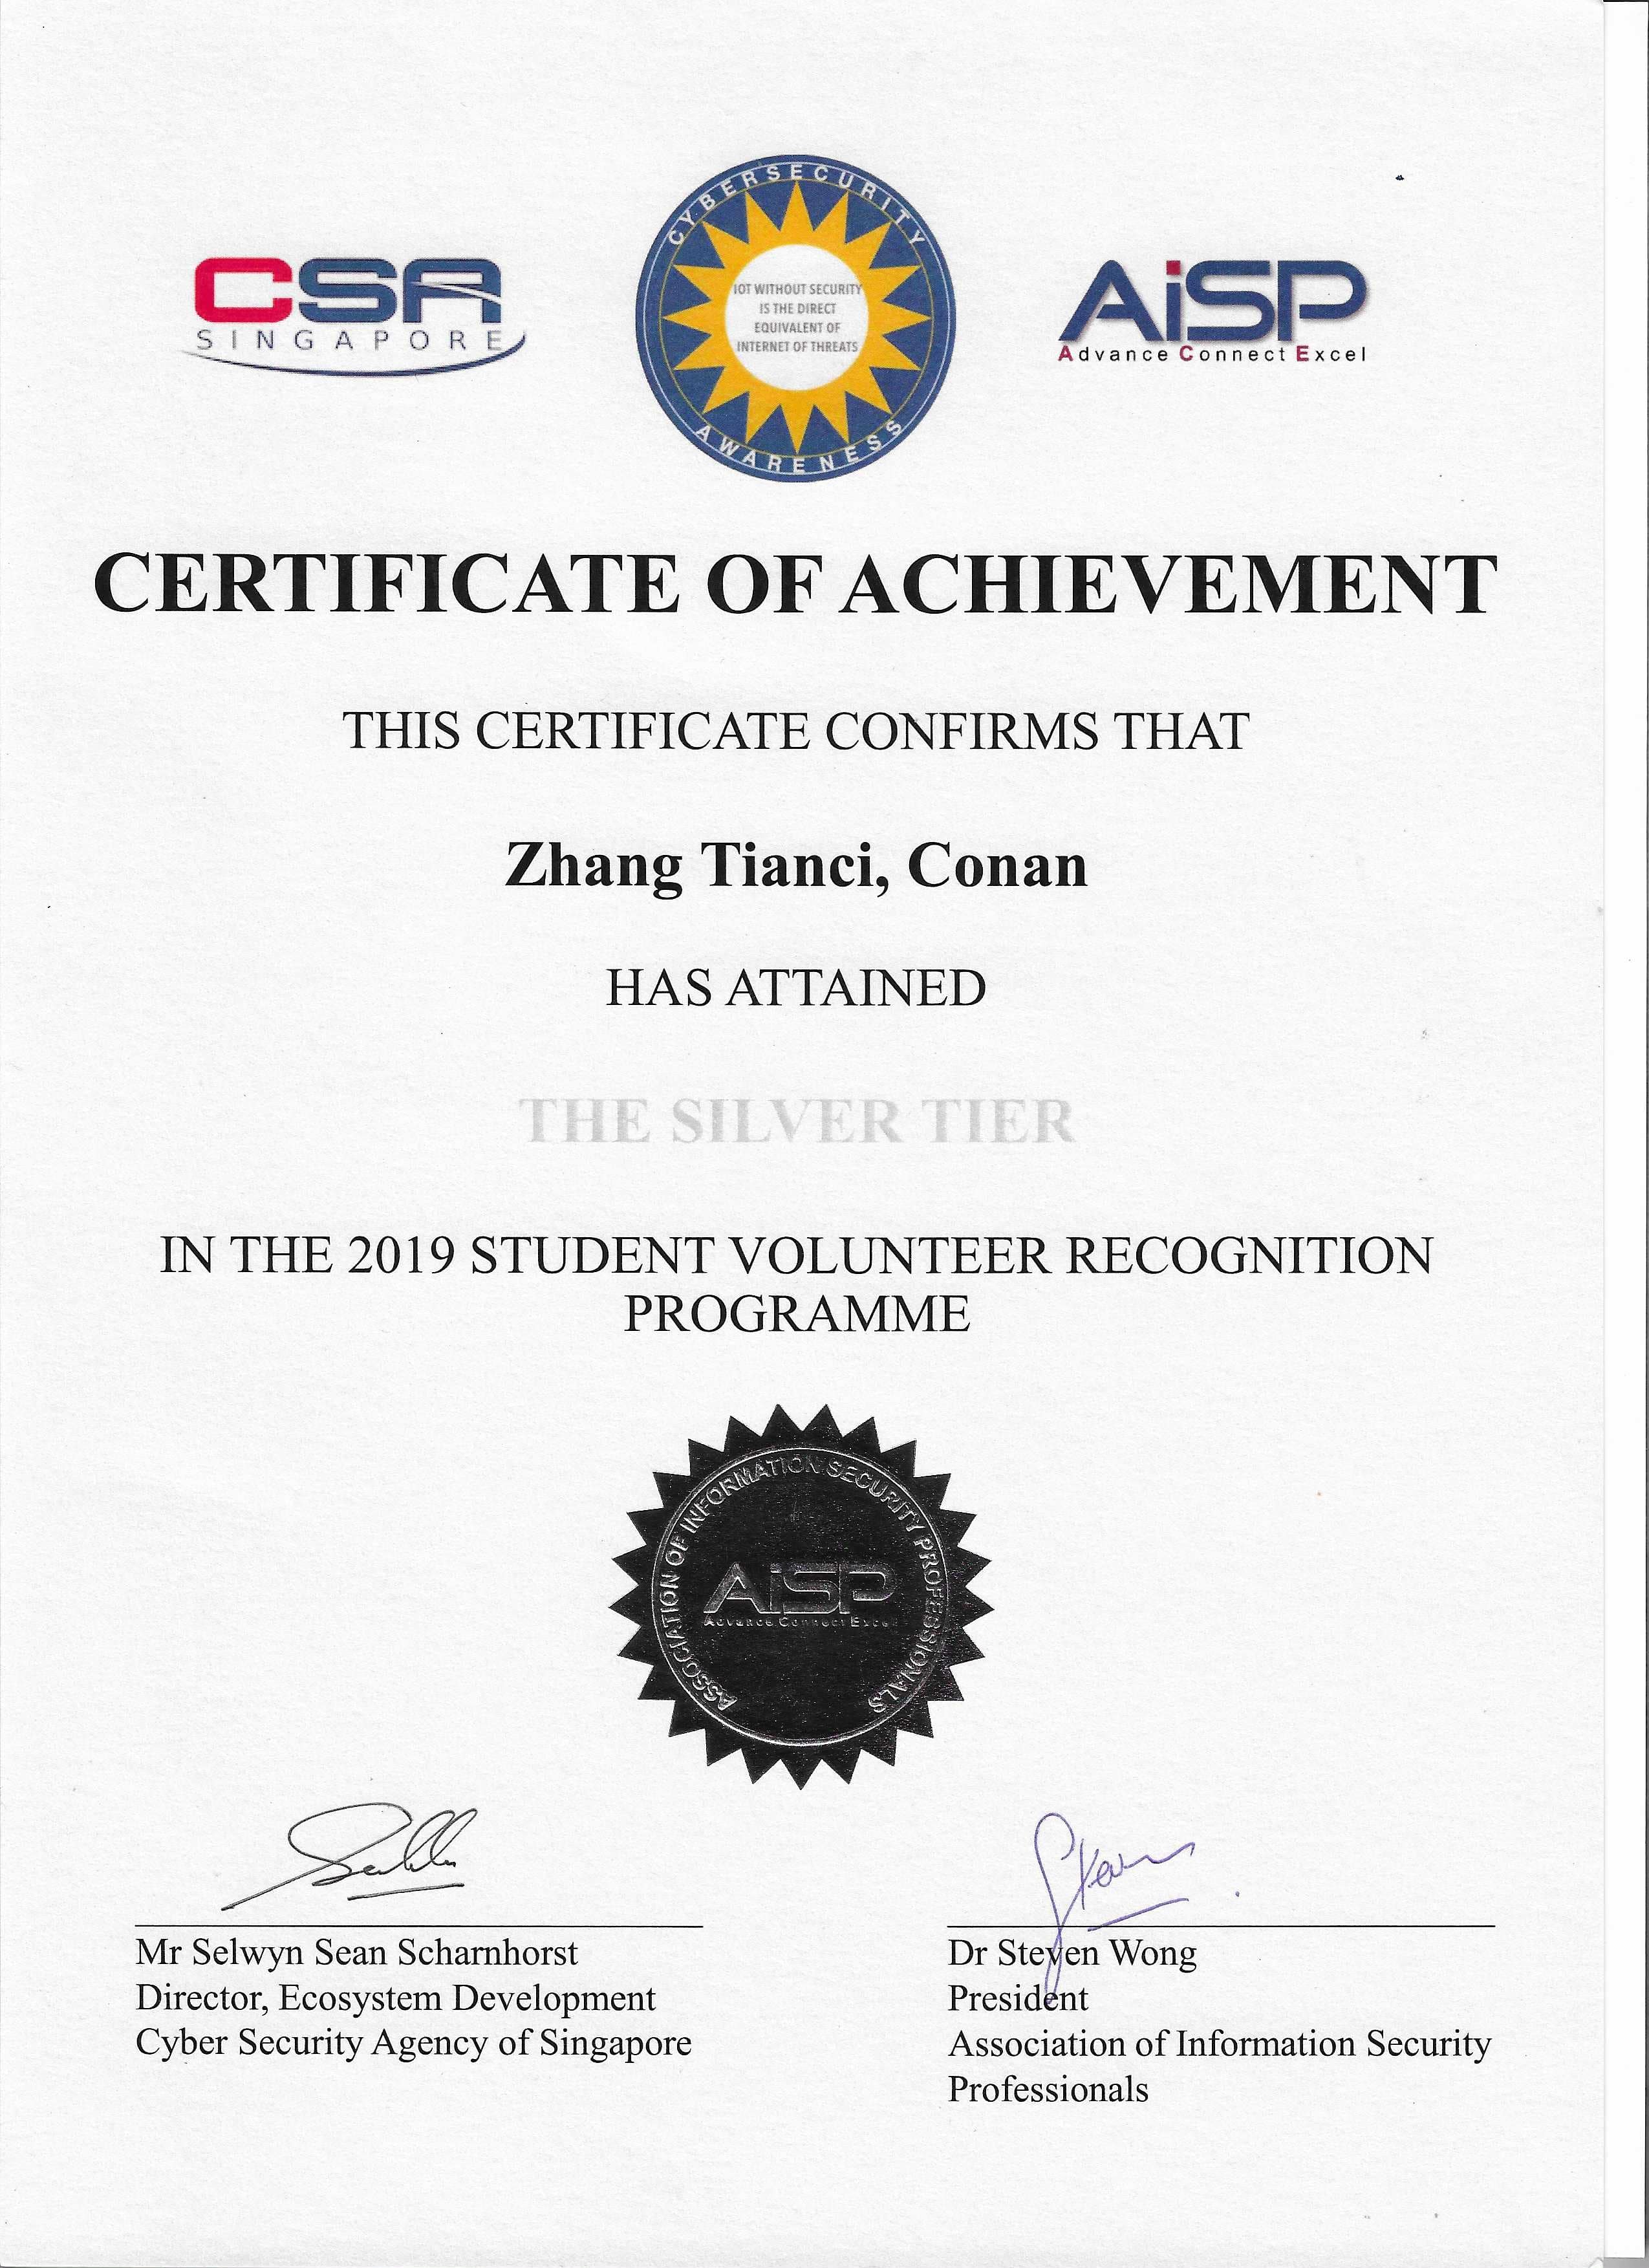 CSA
SINGAPORE
CYBERSECURITY
IOT WITHOUT SECURITY
IS THE DIRECT
EQUIVALENT OF
INTERNET OF THREATS
AWARENESS
AiSP
Advance Connect Excel
CERTIFICATE OF ACHIEVEMENT
THIS CERTIFICATE CONFIRMS THAT
Zhang Tianci, Conan
HAS ATTAINED
THE SILVER TIER
IN THE 2019 STUDENT VOLUNTEER RECOGNITION
PROGRAMME
ASSOCIATION OF INFORMATION SECURITY PROFESSIONALS
AiSP
Advance Connect Excel
Mr Selwyn Sean Scharnhorst
Director, Ecosystem Development
Cyber Security Agency of Singapore
Steven
Dr Steven Wong
President
Association of Information Security
Professionals